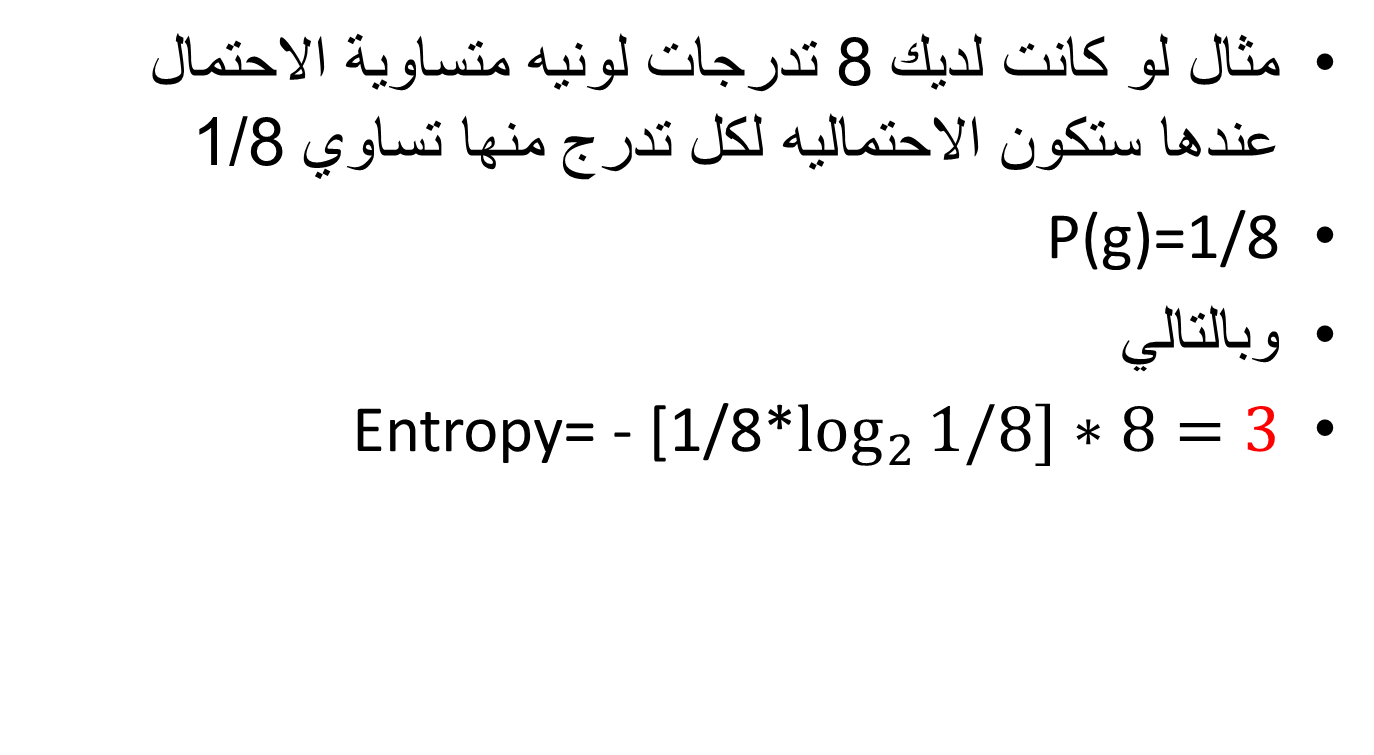 • مثال لو كانت لديك 8 تدرجات لونيه متساوية الاحتمال
عندها ستكون الاحتماليه لكل تدرج منها تساوي 1/8
• P(g)=1/8
• وبالتالي
• Entropy= - [1/8*log₂ 1/8] ∗ 8 = 3